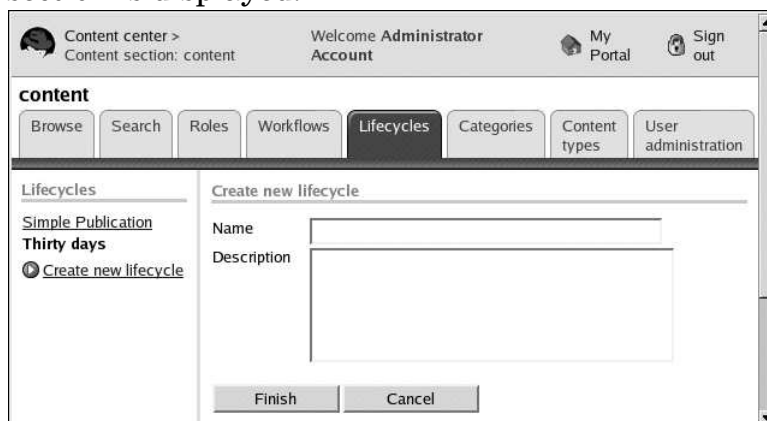 Content center >
Content section: content
Welcome Administrator
Account
My
Portal
Sign
out
content
Browse
Search
Roles
Workflows
Lifecycles
Categories
Content
types
User
administration
Lifecycles
Simple Publication
Thirty days
Create new lifecycle
Create new lifecycle
Name
Description
Finish
Cancel